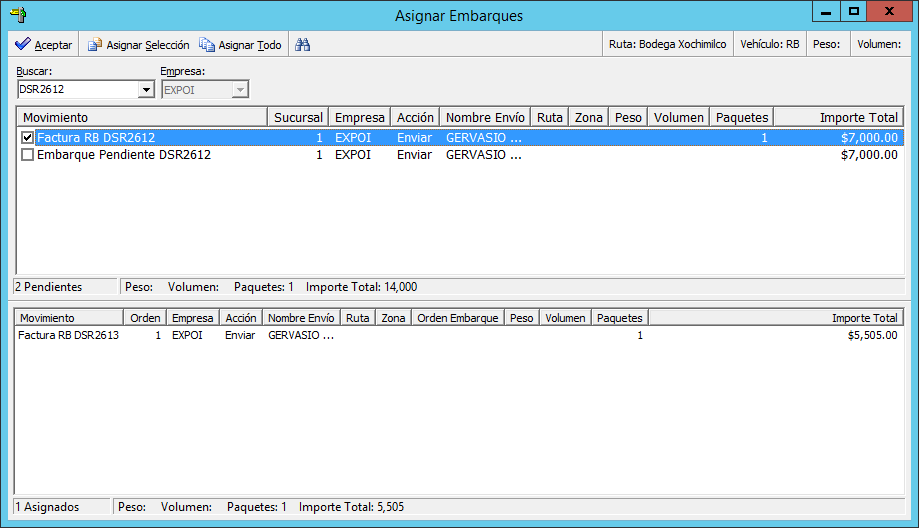 Asignar Embarques
Aceptar Asignar Selección Asignar Todo Ruta: Bodega Xochimilco Vehículo: RB Peso: Volumen:
Buscar: Empresa:
DSR2612 EXPOI
Movimiento Sucursal Empresa Acción Nombre Envío Ruta Zona Peso Volumen Paquetes Importe Total
Factura RB DSR2612 1 EXPOI Enviar GERVASIO ... 1 $7,000.00
Embarque Pendiente DSR2612 1 EXPOI Enviar GERVASIO ... $7,000.00
2 Pendientes Peso: Volumen: Paquetes: 1 Importe Total: 14,000
Movimiento Orden Empresa Acción Nombre Envío Ruta Zona Orden Embarque Peso Volumen Paquetes Importe Total
Factura RB DSR2613 1 EXPOI Enviar GERVASIO ... 1 $5,505.00
1 Asignados Peso: Volumen: Paquetes: 1 Importe Total: 5,505